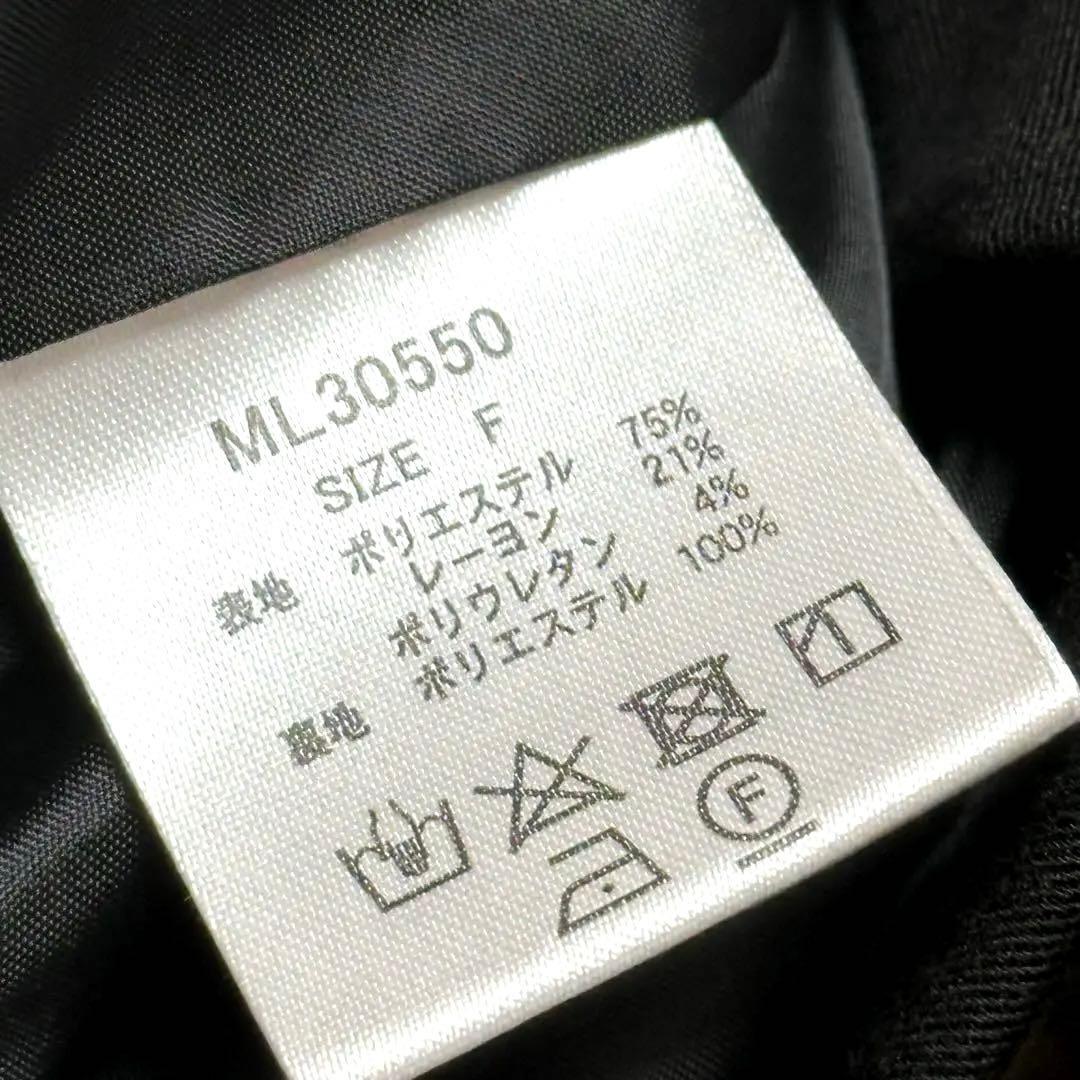 ML30550
SIZE F
表地 ポリエステル 75%
レーヨン 21%
ポリウレタン 4%
裏地 ポリエステル 100%
F